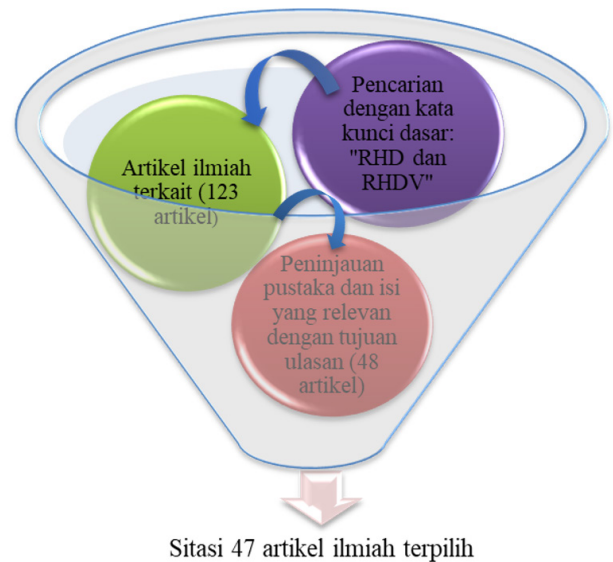 Pencarian
dengan kata
kunci dasar:
"RHD dan
RHDV"
Artikel ilmiah
terkait (123
artikel)
Peninjauan
pustaka dan isi
yang relevan
dengan tujuan
ulasan (48
artikel)
Sitasi 47 artikel ilmiah terpilih